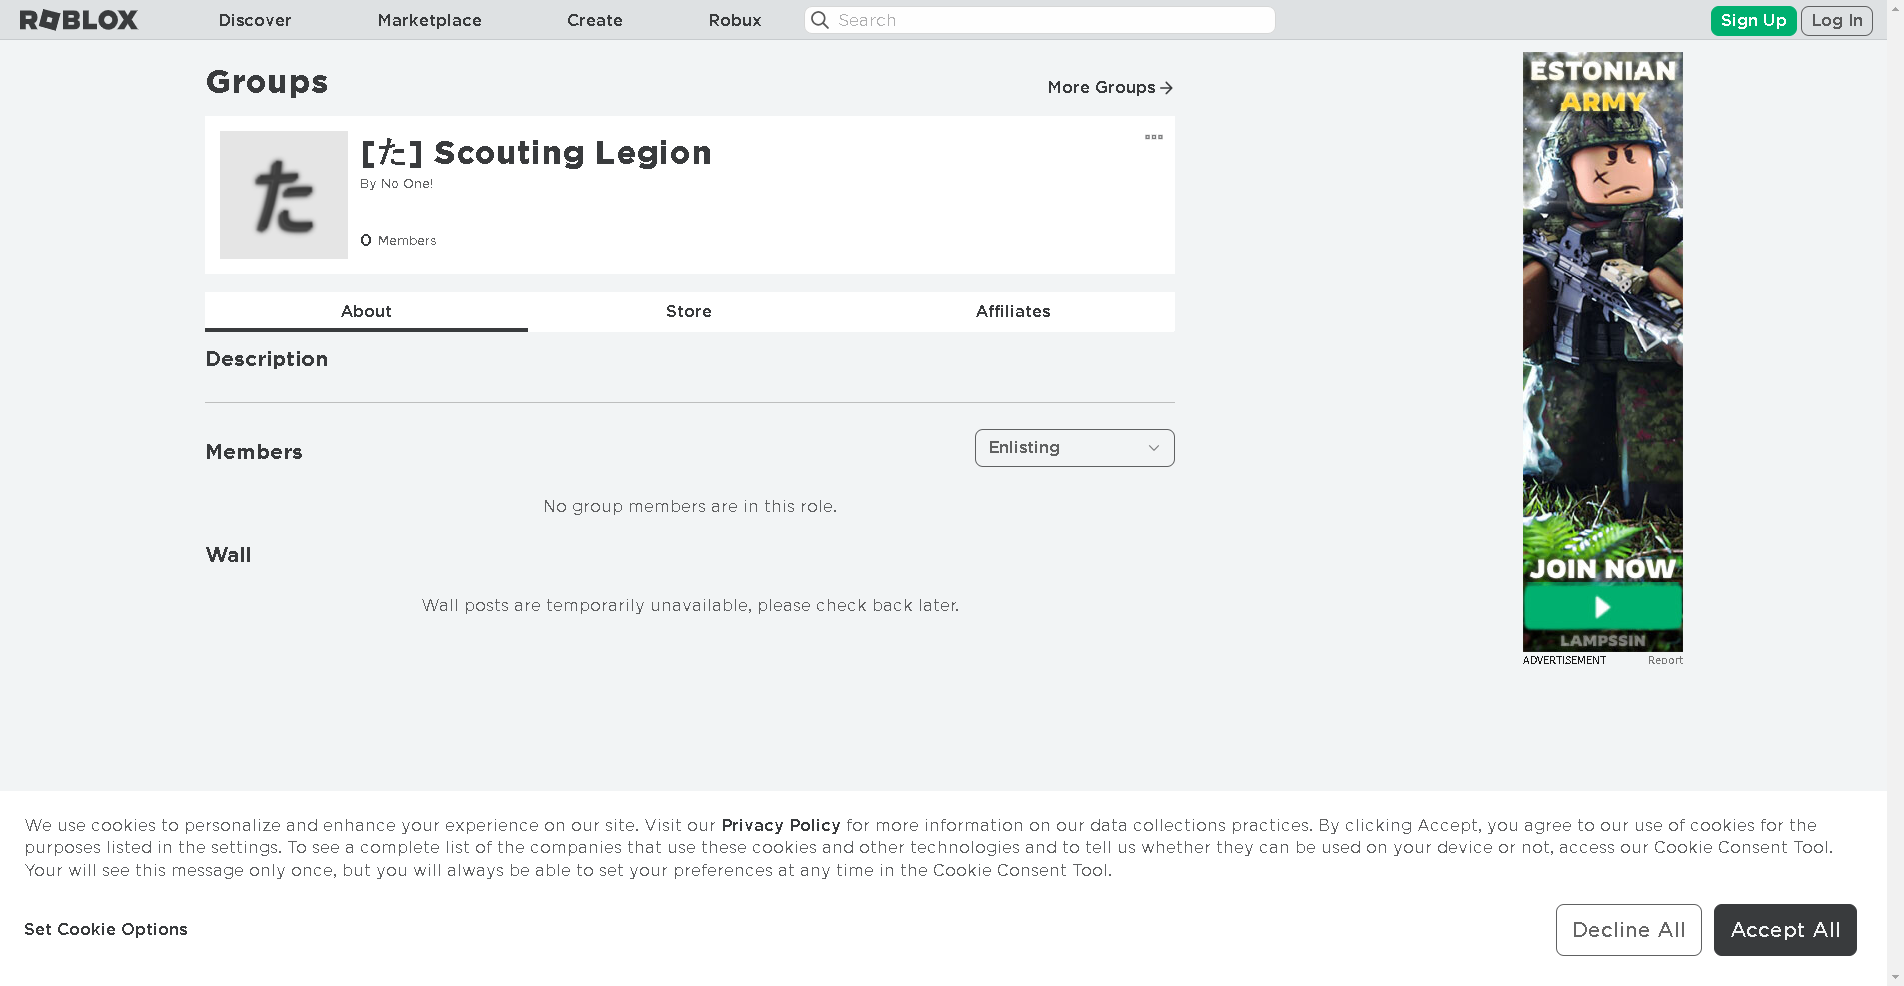 ROBLOX
Discover
Marketplace
Create
Robux
Search
Sign Up
Log In
Groups
More Groups
た
[た] Scouting Legion
By No One!
0 Members
About
Store
Affiliates
Description
Members
Enlisting
No group members are in this role.
Wall
Wall posts are temporarily unavailable, please check back later.
ESTONIAN
ARMY
JOIN NOW
LAMPSSIN
ADVERTISEMENT
Report
We use cookies to personalize and enhance your experience on our site. Visit our Privacy Policy for more information on our data collections practices. By clicking Accept, you agree to our use of cookies for the
purposes listed in the settings. To see a complete list of the companies that use these cookies and other technologies and to tell us whether they can be used on your device or not, access our Cookie Consent Tool.
Your will see this message only once, but you will always be able to set your preferences at any time in the Cookie Consent Tool.
Set Cookie Options
Decline All
Accept All